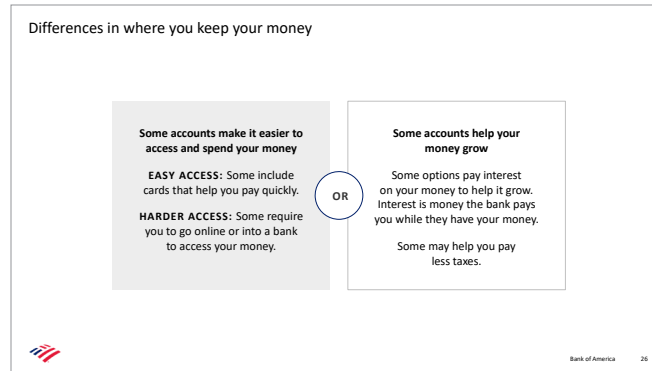 Differences in where you keep your money
Some accounts make it easier to
access and spend your money
EASY ACCESS: Some include
cards that help you pay quickly.
HARDER ACCESS: Some require
you to go online or into a bank
to access your money.
OR
Some accounts help your
money grow
Some options pay interest
on your money to help it grow.
Interest is money the bank pays
you while they have your money.
Some may help you pay
less taxes.
Bank of America 26